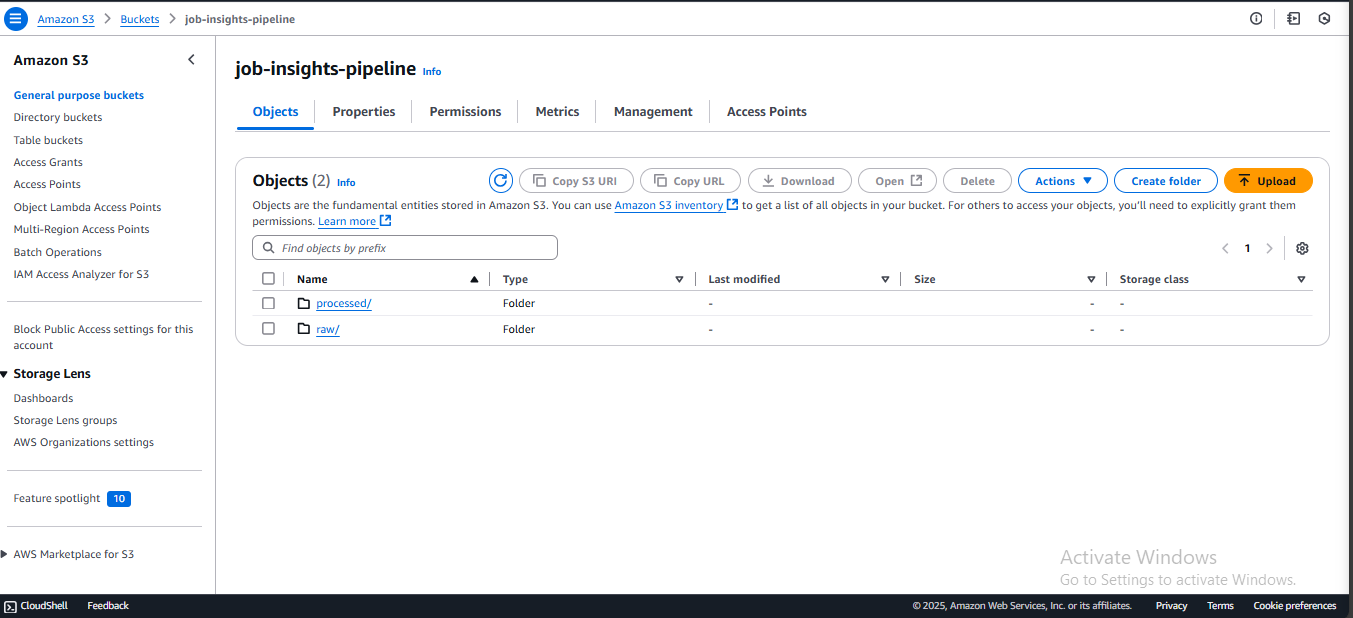 Amazon S3 > Buckets > job-insights-pipeline
Amazon S3
General purpose buckets
Directory buckets
Table buckets
Access Grants
Access Points
Object Lambda Access Points
Multi-Region Access Points
Batch Operations
IAM Access Analyzer for S3
Block Public Access settings for this
account
Storage Lens
Dashboards
Storage Lens groups
AWS Organizations settings
Feature spotlight 10
AWS Marketplace for S3
job-insights-pipeline Info
Objects Properties Permissions Metrics Management Access Points
Objects (2) Info Copy S3 URI Copy URL Download Open Delete Actions Create folder Upload
Objects are the fundamental entities stored in Amazon S3. You can use Amazon S3 inventory to get a list of all objects in your bucket. For others to access your objects, you'll need to explicitly grant them
permissions. Learn more
Find objects by prefix 1
Name Type Last modified Size Storage class
processed/ Folder - - -
raw/ Folder - - -
Activate Windows
Go to Settings to activate Windows.
CloudShell Feedback © 2025, Amazon Web Services, Inc. or its affiliates. Privacy Terms Cookie preferences